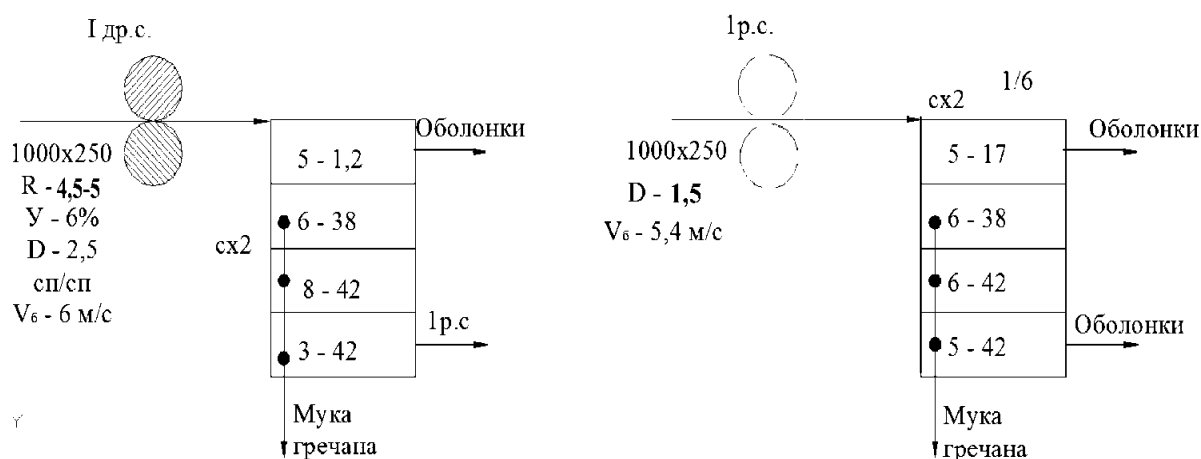 I др.с.
1000х250
R - 4,5-5
У - 6%
D - 2,5
сп/сп
Vб - 6 м/с
сх2
5 - 1,2
6 - 38
8 - 42
3 - 42
Оболонки
1р.с
Мука
гречана
1р.с.
1000х250
D - 1,5
Vб - 5,4 м/с
сх2
1/6
5 - 17
6 - 38
6 - 42
5 - 42
Оболонки
Оболонки
Мука
гречана